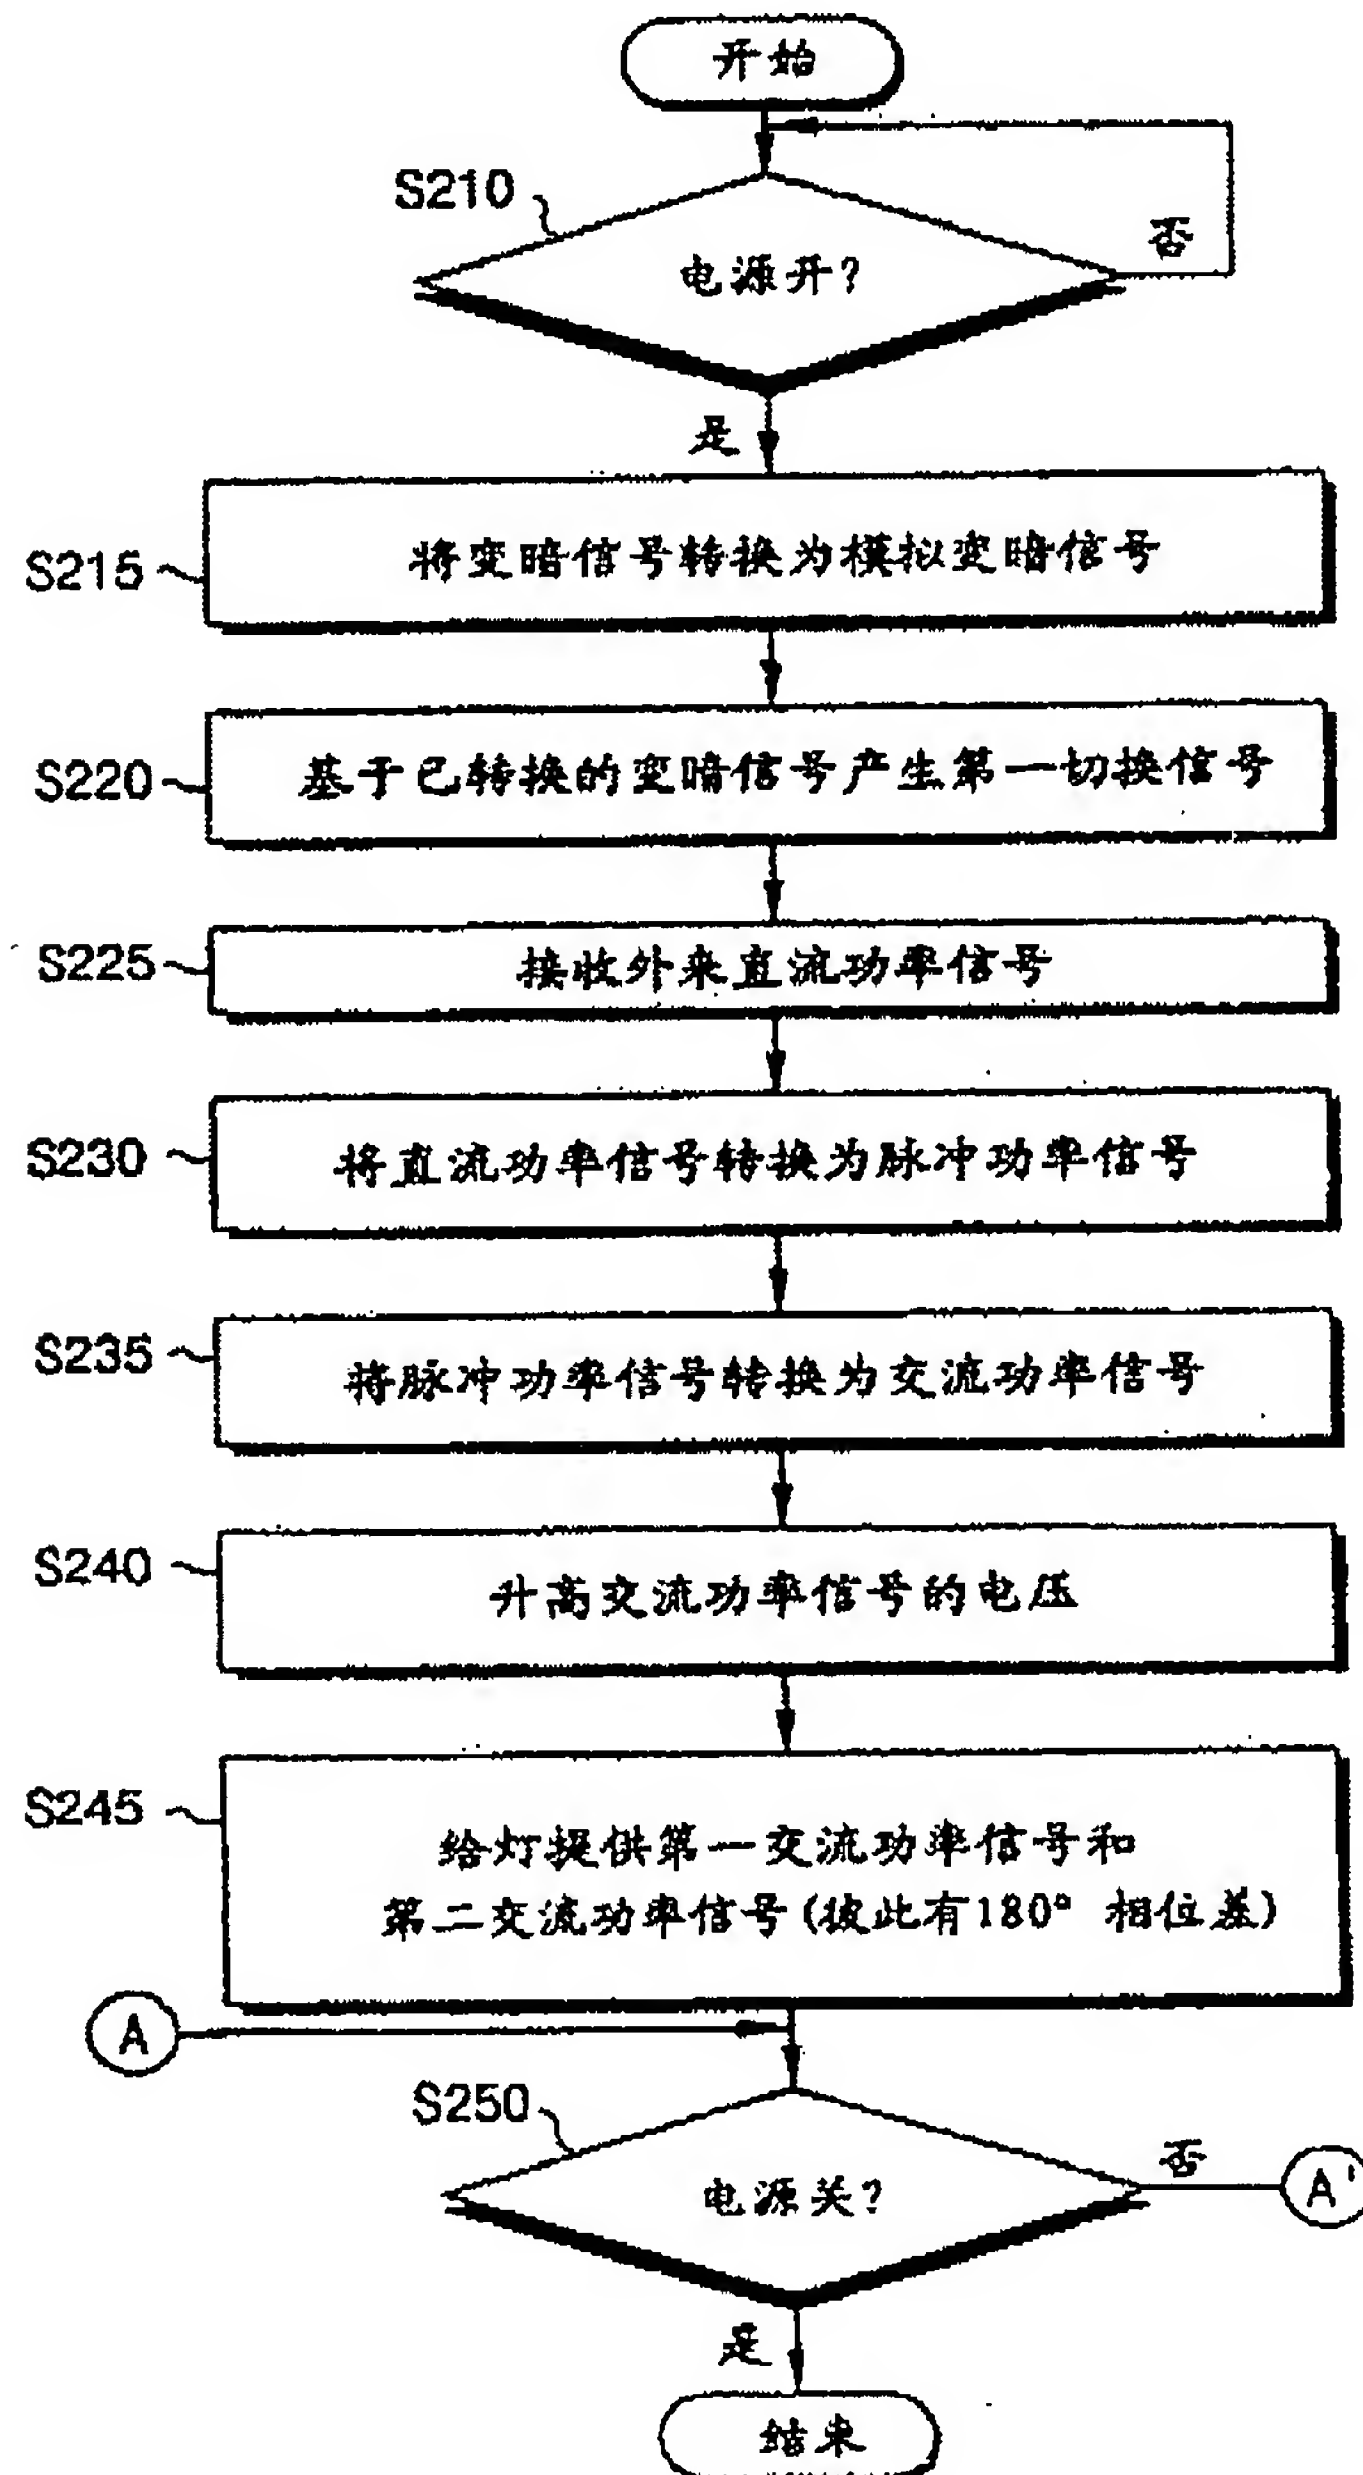 开始
S210
否
电源开?
是
S215
将变暗信号转换为模拟变暗信号
S220
基于已转换的变暗信号产生第一切换信号
S225
接收外来直流功率信号
S230
将直流功率信号转换为脉冲功率信号
S235
将脉冲功率信号转换为交流功率信号
S240
升高交流功率信号的电压
S245
给灯提供第一交流功率信号和
第二交流功率信号(彼此有180° 相位差)
A
S250
否
电源关?
A'
是
结束